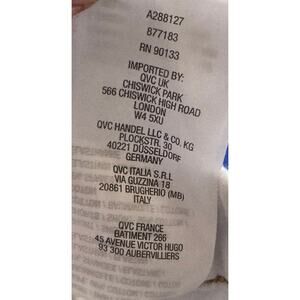 A288127
877183
RN 90133
IMPORTED BY:
QVC UK
CHISWICK PARK
566 CHISWICK HIGH ROAD
LONDON
W4 5XU
QVC HANDEL LLC & CO. KG
PLOCKSTR. 30
40221 DÜSSELDORF
GERMANY
QVC ITALIA S.R.L
VIA GUZZINA 18
20861 BRUGHERIO (MB)
ITALY
QVC FRANCE
BATIMENT 266
45 AVENUE VICTOR HUGO
93 300 AUBERVILLIERS